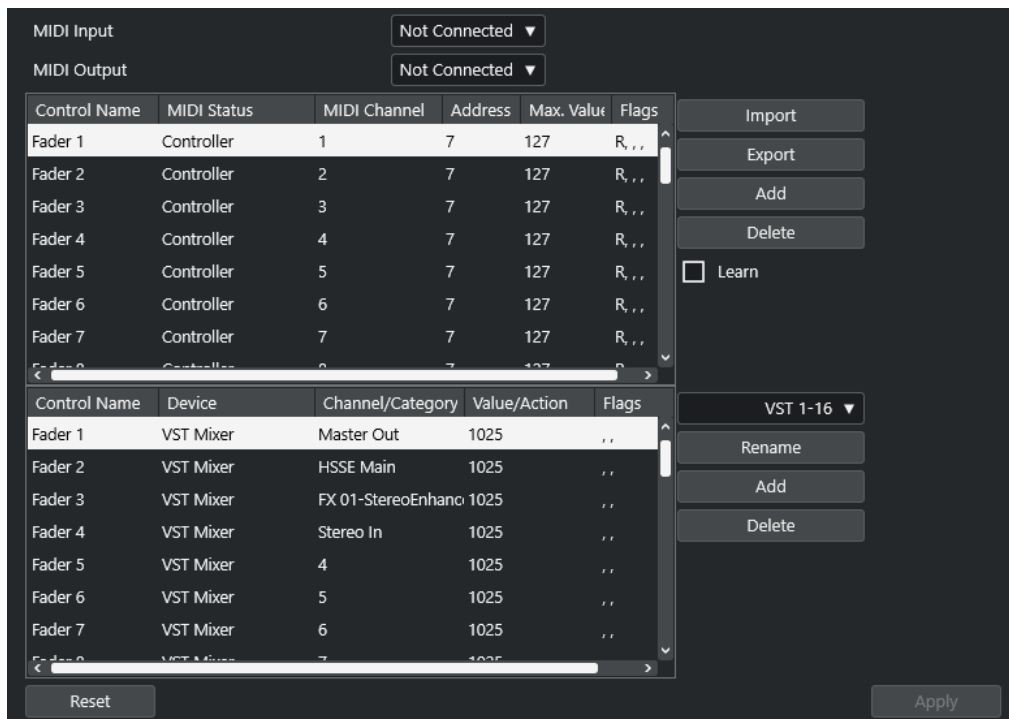 MIDI Input Not Connected ▼
MIDI Output Not Connected ▼
Control Name MIDI Status MIDI Channel Address Max. Value Flags
Import
Fader 1 Controller 1 7 127 R, , ,
Export
Fader 2 Controller 2 7 127 R, , ,
Add
Fader 3 Controller 3 7 127 R, , ,
Delete
Fader 4 Controller 4 7 127 R, , ,
Fader 5 Controller 5 7 127 R, , ,
Learn
Fader 6 Controller 6 7 127 R, , ,
Fader 7 Controller 7 7 127 R, , ,
Control Name Device Channel/Category Value/Action Flags
VST 1-16 ▼
Fader 1 VST Mixer Master Out 1025 , ,
Rename
Fader 2 VST Mixer HSSE Main 1025 , ,
Add
Fader 3 VST Mixer FX 01-StereoEnhanc 1025 , ,
Delete
Fader 4 VST Mixer Stereo In 1025 , ,
Fader 5 VST Mixer 4 1025 , ,
Fader 6 VST Mixer 5 1025 , ,
Fader 7 VST Mixer 6 1025 , ,
Reset Apply